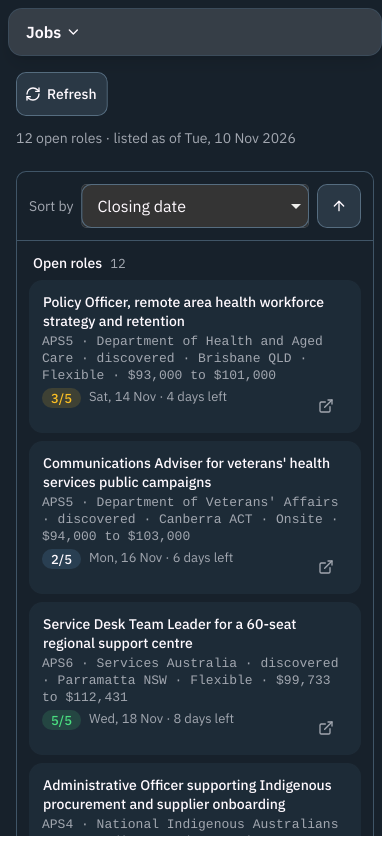 Jobs
Refresh
12 open roles · listed as of Tue, 10 Nov 2026
Sort by Closing date
Open roles 12
Policy Officer, remote area health workforce
strategy and retention
APS5 · Department of Health and Aged
Care · discovered · Brisbane QLD ·
Flexible · $93,000 to $101,000
3/5 Sat, 14 Nov · 4 days left
Communications Adviser for veterans' health
services public campaigns
APS5 · Department of Veterans' Affairs
· discovered · Canberra ACT · Onsite ·
$94,000 to $103,000
2/5 Mon, 16 Nov · 6 days left
Service Desk Team Leader for a 60-seat
regional support centre
APS6 · Services Australia · discovered
· Parramatta NSW · Flexible · $99,733
to $112,431
5/5 Wed, 18 Nov · 8 days left
Administrative Officer supporting Indigenous
procurement and supplier onboarding
APS4 · National Indigenous Australians